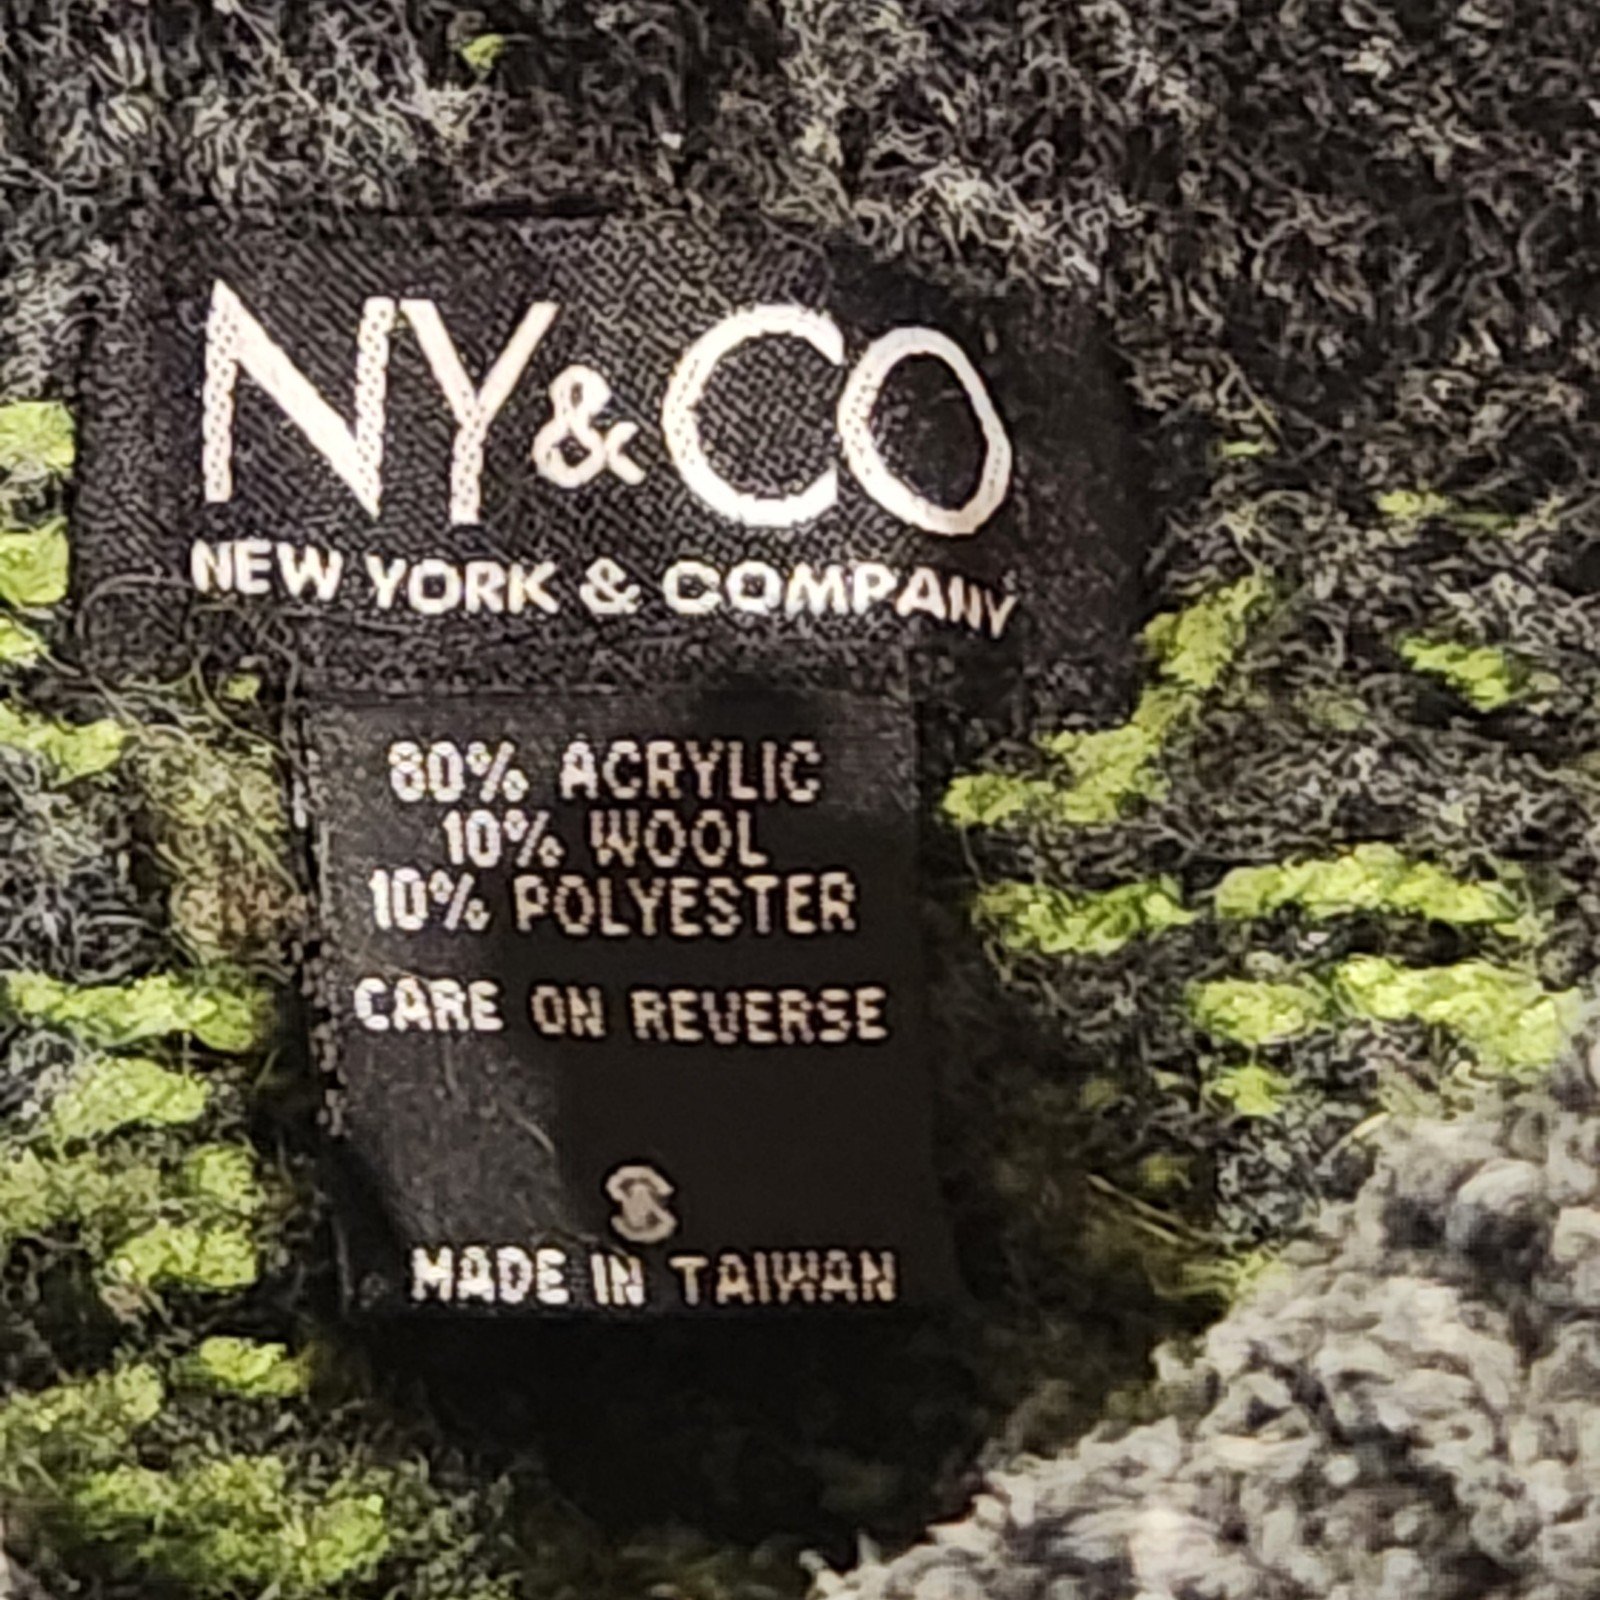 NY&CO
NEW YORK & COMPANY
80% ACRYLIC
10% WOOL
10% POLYESTER
CARE ON REVERSE
S
MADE IN TAIWAN